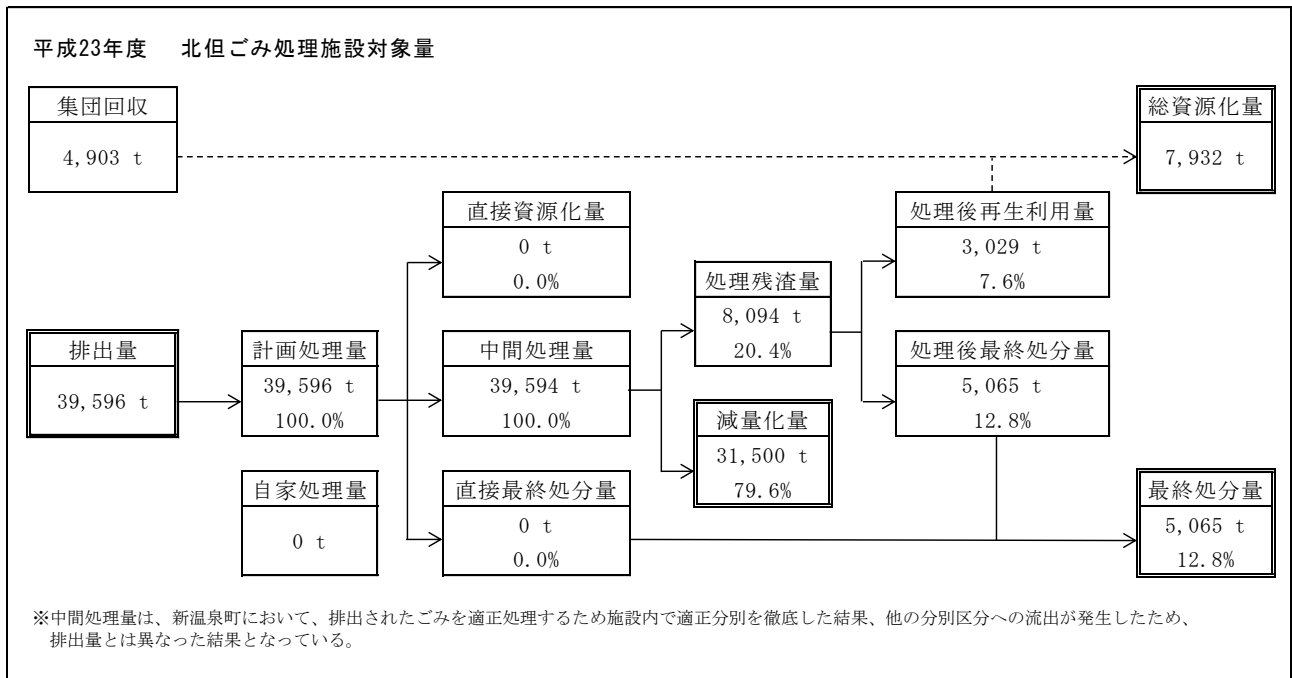 平成23年度 北但ごみ処理施設対象量
集団回収
4,903 t
総資源化量
7,932 t
直接資源化量
0 t
0.0%
処理後再生利用量
3,029 t
7.6%
処理残渣量
8,094 t
20.4%
排出量
39,596 t
計画処理量
39,596 t
100.0%
中間処理量
39,594 t
100.0%
処理後最終処分量
5,065 t
12.8%
減量化量
31,500 t
79.6%
自家処理量
0 t
直接最終処分量
0 t
0.0%
最終処分量
5,065 t
12.8%
※中間処理量は、新温泉町において、排出されたごみを適正処理するため施設内で適正分別を徹底した結果、他の分別区分への流出が発生したため、
排出量とは異なった結果となっている。